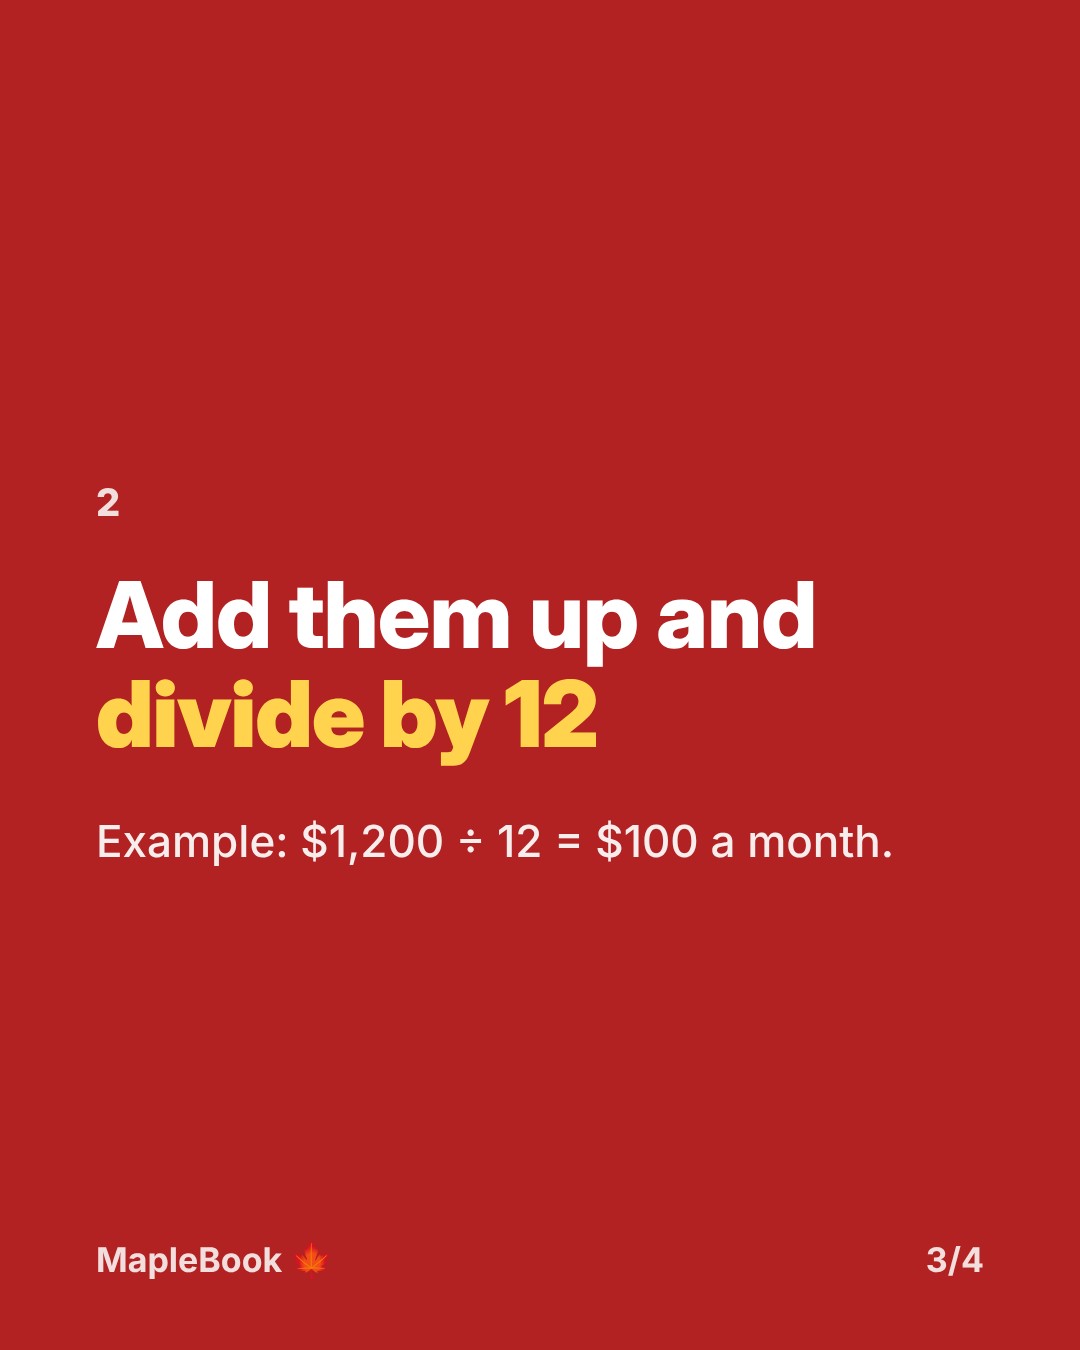 2
Add them up and
divide by 12
Example: $1,200 ÷ 12 = $100 a month.
MapleBook 🍁
3/4